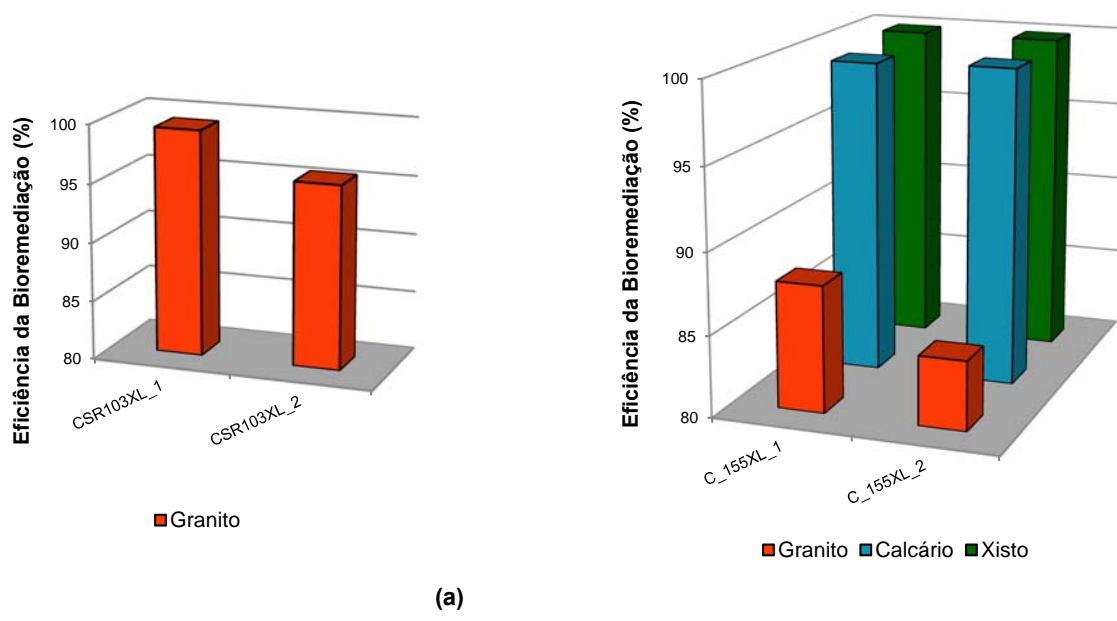 Eficiência da Bioremediação (%)
100
95
90
85
80
CSR103XL_1
CSR103XL_2
Granito
Eficiência da Bioremediação (%)
100
95
90
85
80
C_155XL_1
C_155XL_2
Granito Calcário Xisto
(a)